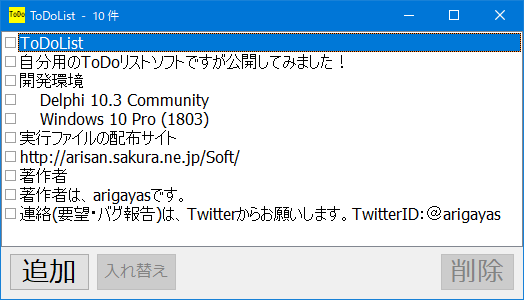 ToDo ToDoList - 10 件
ToDoList
自分用のToDoリストソフトですが公開してみました！
開発環境
Delphi 10.3 Community
Windows 10 Pro (1803)
実行ファイルの配布サイト
http://arisan.sakura.ne.jp/Soft/
著作者
著作者は、arigayasです。
連絡(要望・バグ報告)は、Twitterからお願いします。TwitterID：＠arigayas
追加 入れ替え 削除